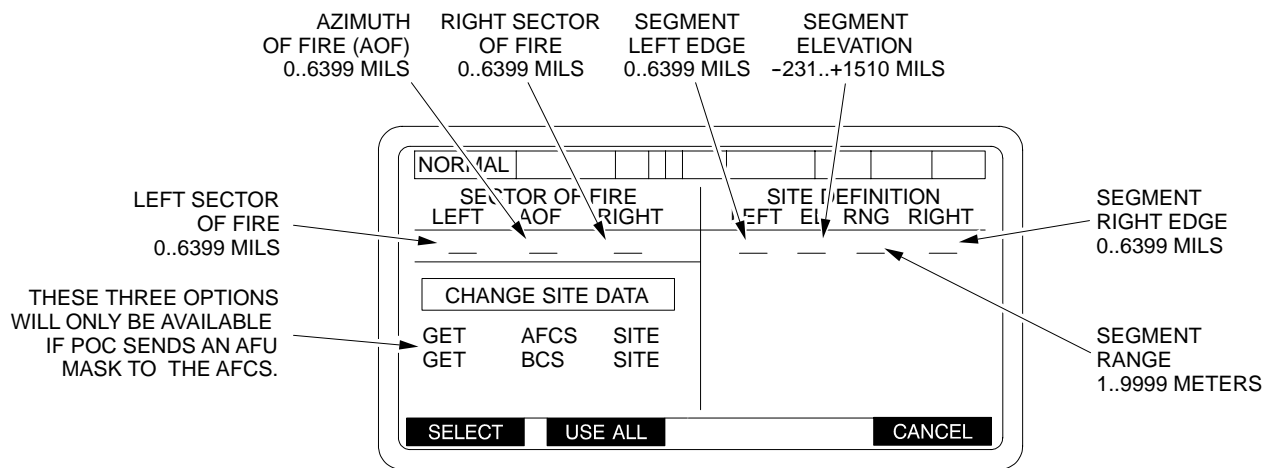 AZIMUTH
OF FIRE (AOF)
0..6399 MILS
RIGHT SECTOR
OF FIRE
0..6399 MILS
SEGMENT
LEFT EDGE
0..6399 MILS
SEGMENT
ELEVATION
-231..+1510 MILS
LEFT SECTOR
OF FIRE
0..6399 MILS
THESE THREE OPTIONS
WILL ONLY BE AVAILABLE
IF POC SENDS AN AFU
MASK TO THE AFCS.
NORMAL
SECTOR OF FIRE
LEFT AOF RIGHT
SITE DEFINITION
LEFT EL RNG RIGHT
CHANGE SITE DATA
GET AFCS SITE
GET BCS SITE
SELECT USE ALL CANCEL
SEGMENT
RIGHT EDGE
0..6399 MILS
SEGMENT
RANGE
1..9999 METERS